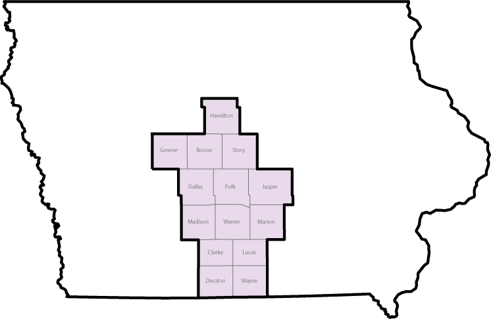 Hamilton
Greene Boone Story
Dallas Polk Jasper
Madison Warren Marion
Clarke Lucas
Decatur Wayne